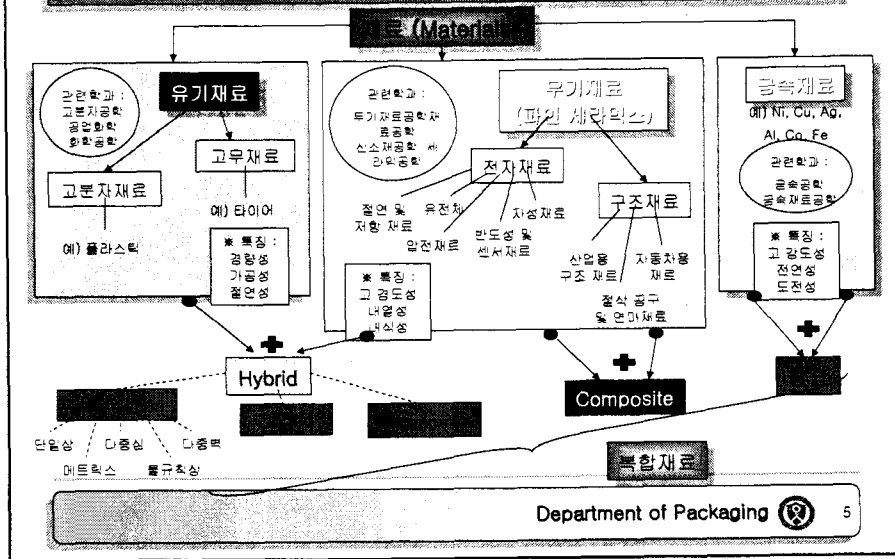 재료 (Material)
관련학과 :
고분자공학
공업화학
화학공학
유기재료
고분자재료
예) 플라스틱
고무재료
예) 타이어
※ 특징 :
경량성
가공성
절연성
관련학과 :
무기재료공학재
료공학
신소재공학 세
라믹공학
무기재료
(파인 세라믹스)
전자재료
절연 및
저항 재료
유전체
압전재료
반도성 및
센서재료
자성재료
구조재료
산업용
구조 재료
자동차용
재료
절삭 공구
및 연마재료
※ 특징 :
고 경도성
내열성
내식성
금속재료
예) Ni, Cu, Ag,
Al, Co, Fe
관련학과 :
금속공학
금속재료공학
※ 특징 :
고 강도성
전연성
도전성
Hybrid
Composite
단일상
다중심
다중벽
메트릭스
불규칙상
복합재료
Department of Packaging
5